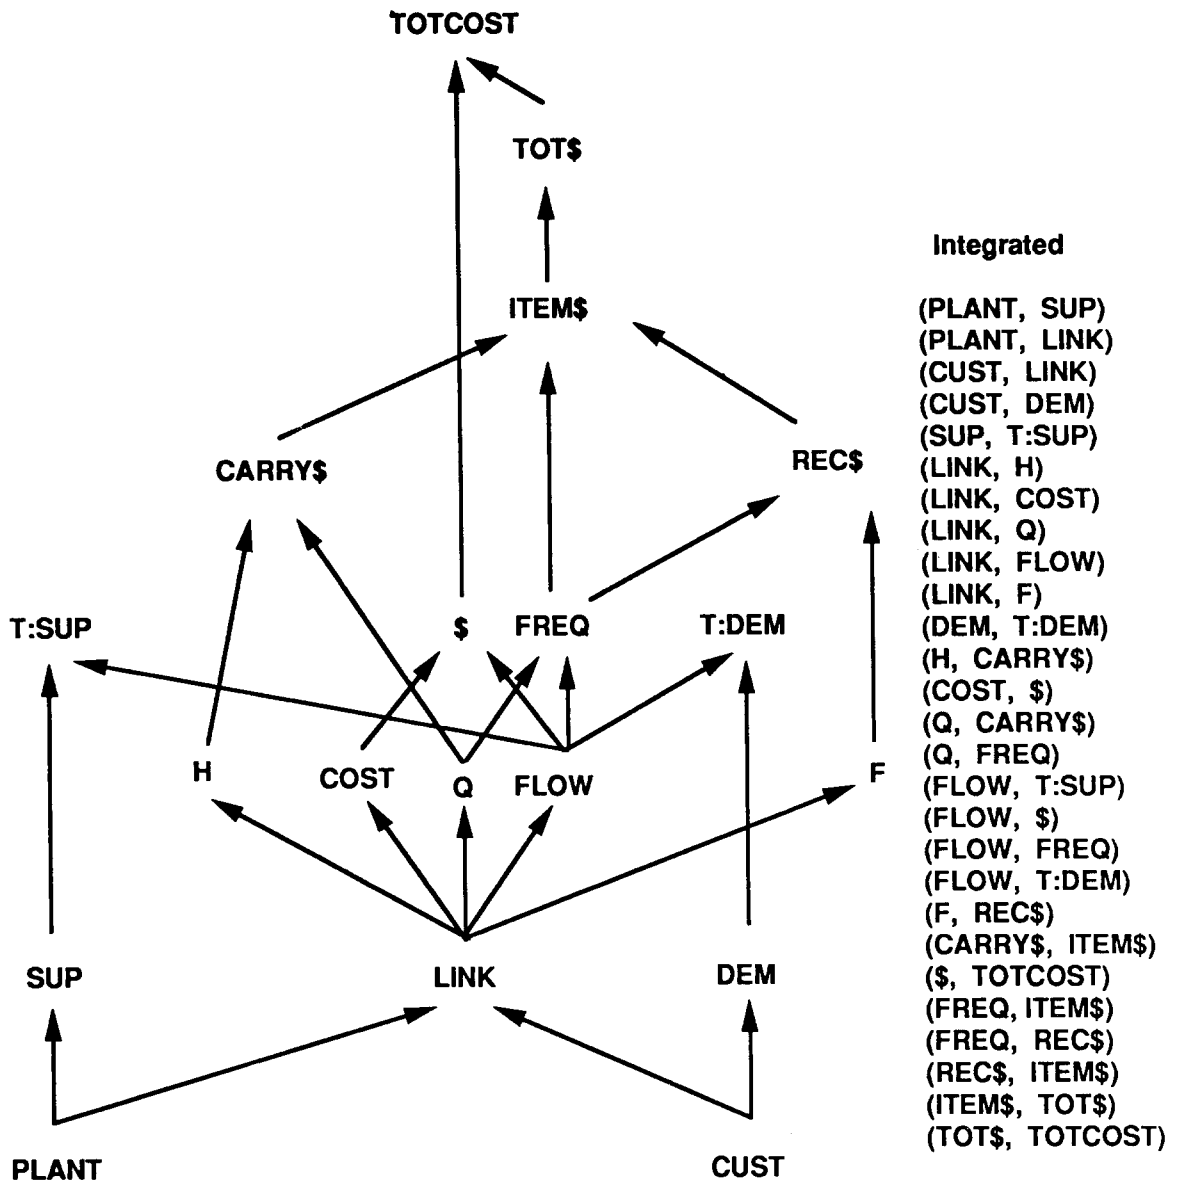 TOTCOST
TOT$
ITEM$
CARRY$
REC$
T:SUP
$
FREQ
T:DEM
H
COST
Q
FLOW
F
SUP
LINK
DEM
PLANT
CUST
Integrated
(PLANT, SUP)
(PLANT, LINK)
(CUST, LINK)
(CUST, DEM)
(SUP, T:SUP)
(LINK, H)
(LINK, COST)
(LINK, Q)
(LINK, FLOW)
(LINK, F)
(DEM, T:DEM)
(H, CARRY$)
(COST, $)
(Q, CARRY$)
(Q, FREQ)
(FLOW, T:SUP)
(FLOW, $)
(FLOW, FREQ)
(FLOW, T:DEM)
(F, REC$)
(CARRY$, ITEM$)
($, TOTCOST)
(FREQ, ITEM$)
(FREQ, REC$)
(REC$, ITEM$)
(ITEM$, TOT$)
(TOT$, TOTCOST)